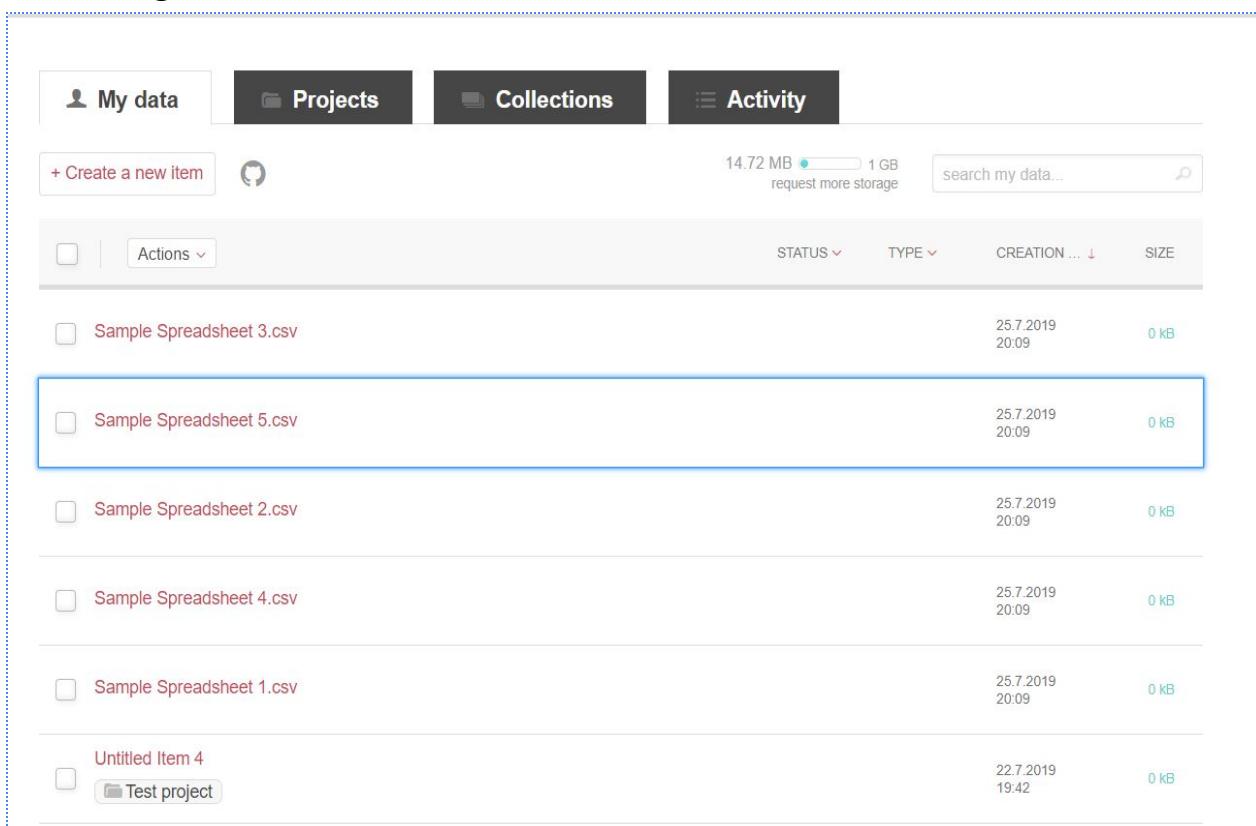 My data
Projects
Collections
Activity
+ Create a new item
14.72 MB
1 GB
request more storage
search my data...
Actions
STATUS
TYPE
CREATION ... ↓
SIZE
Sample Spreadsheet 3.csv
25.7.2019
20:09
0 kB
Sample Spreadsheet 5.csv
25.7.2019
20:09
0 kB
Sample Spreadsheet 2.csv
25.7.2019
20:09
0 kB
Sample Spreadsheet 4.csv
25.7.2019
20:09
0 kB
Sample Spreadsheet 1.csv
25.7.2019
20:09
0 kB
Untitled Item 4
Test project
22.7.2019
19:42
0 kB